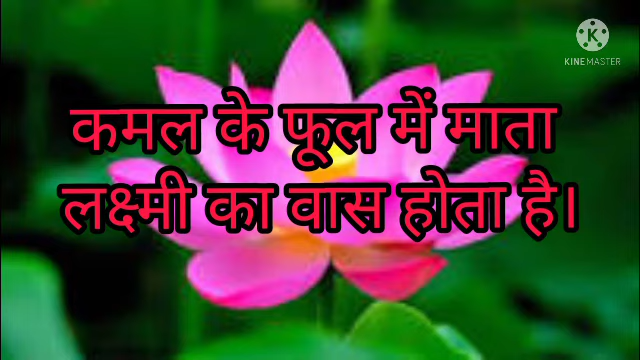 KINEMASTER
कमल के फूल में माता
लक्ष्मी का वास होता है।